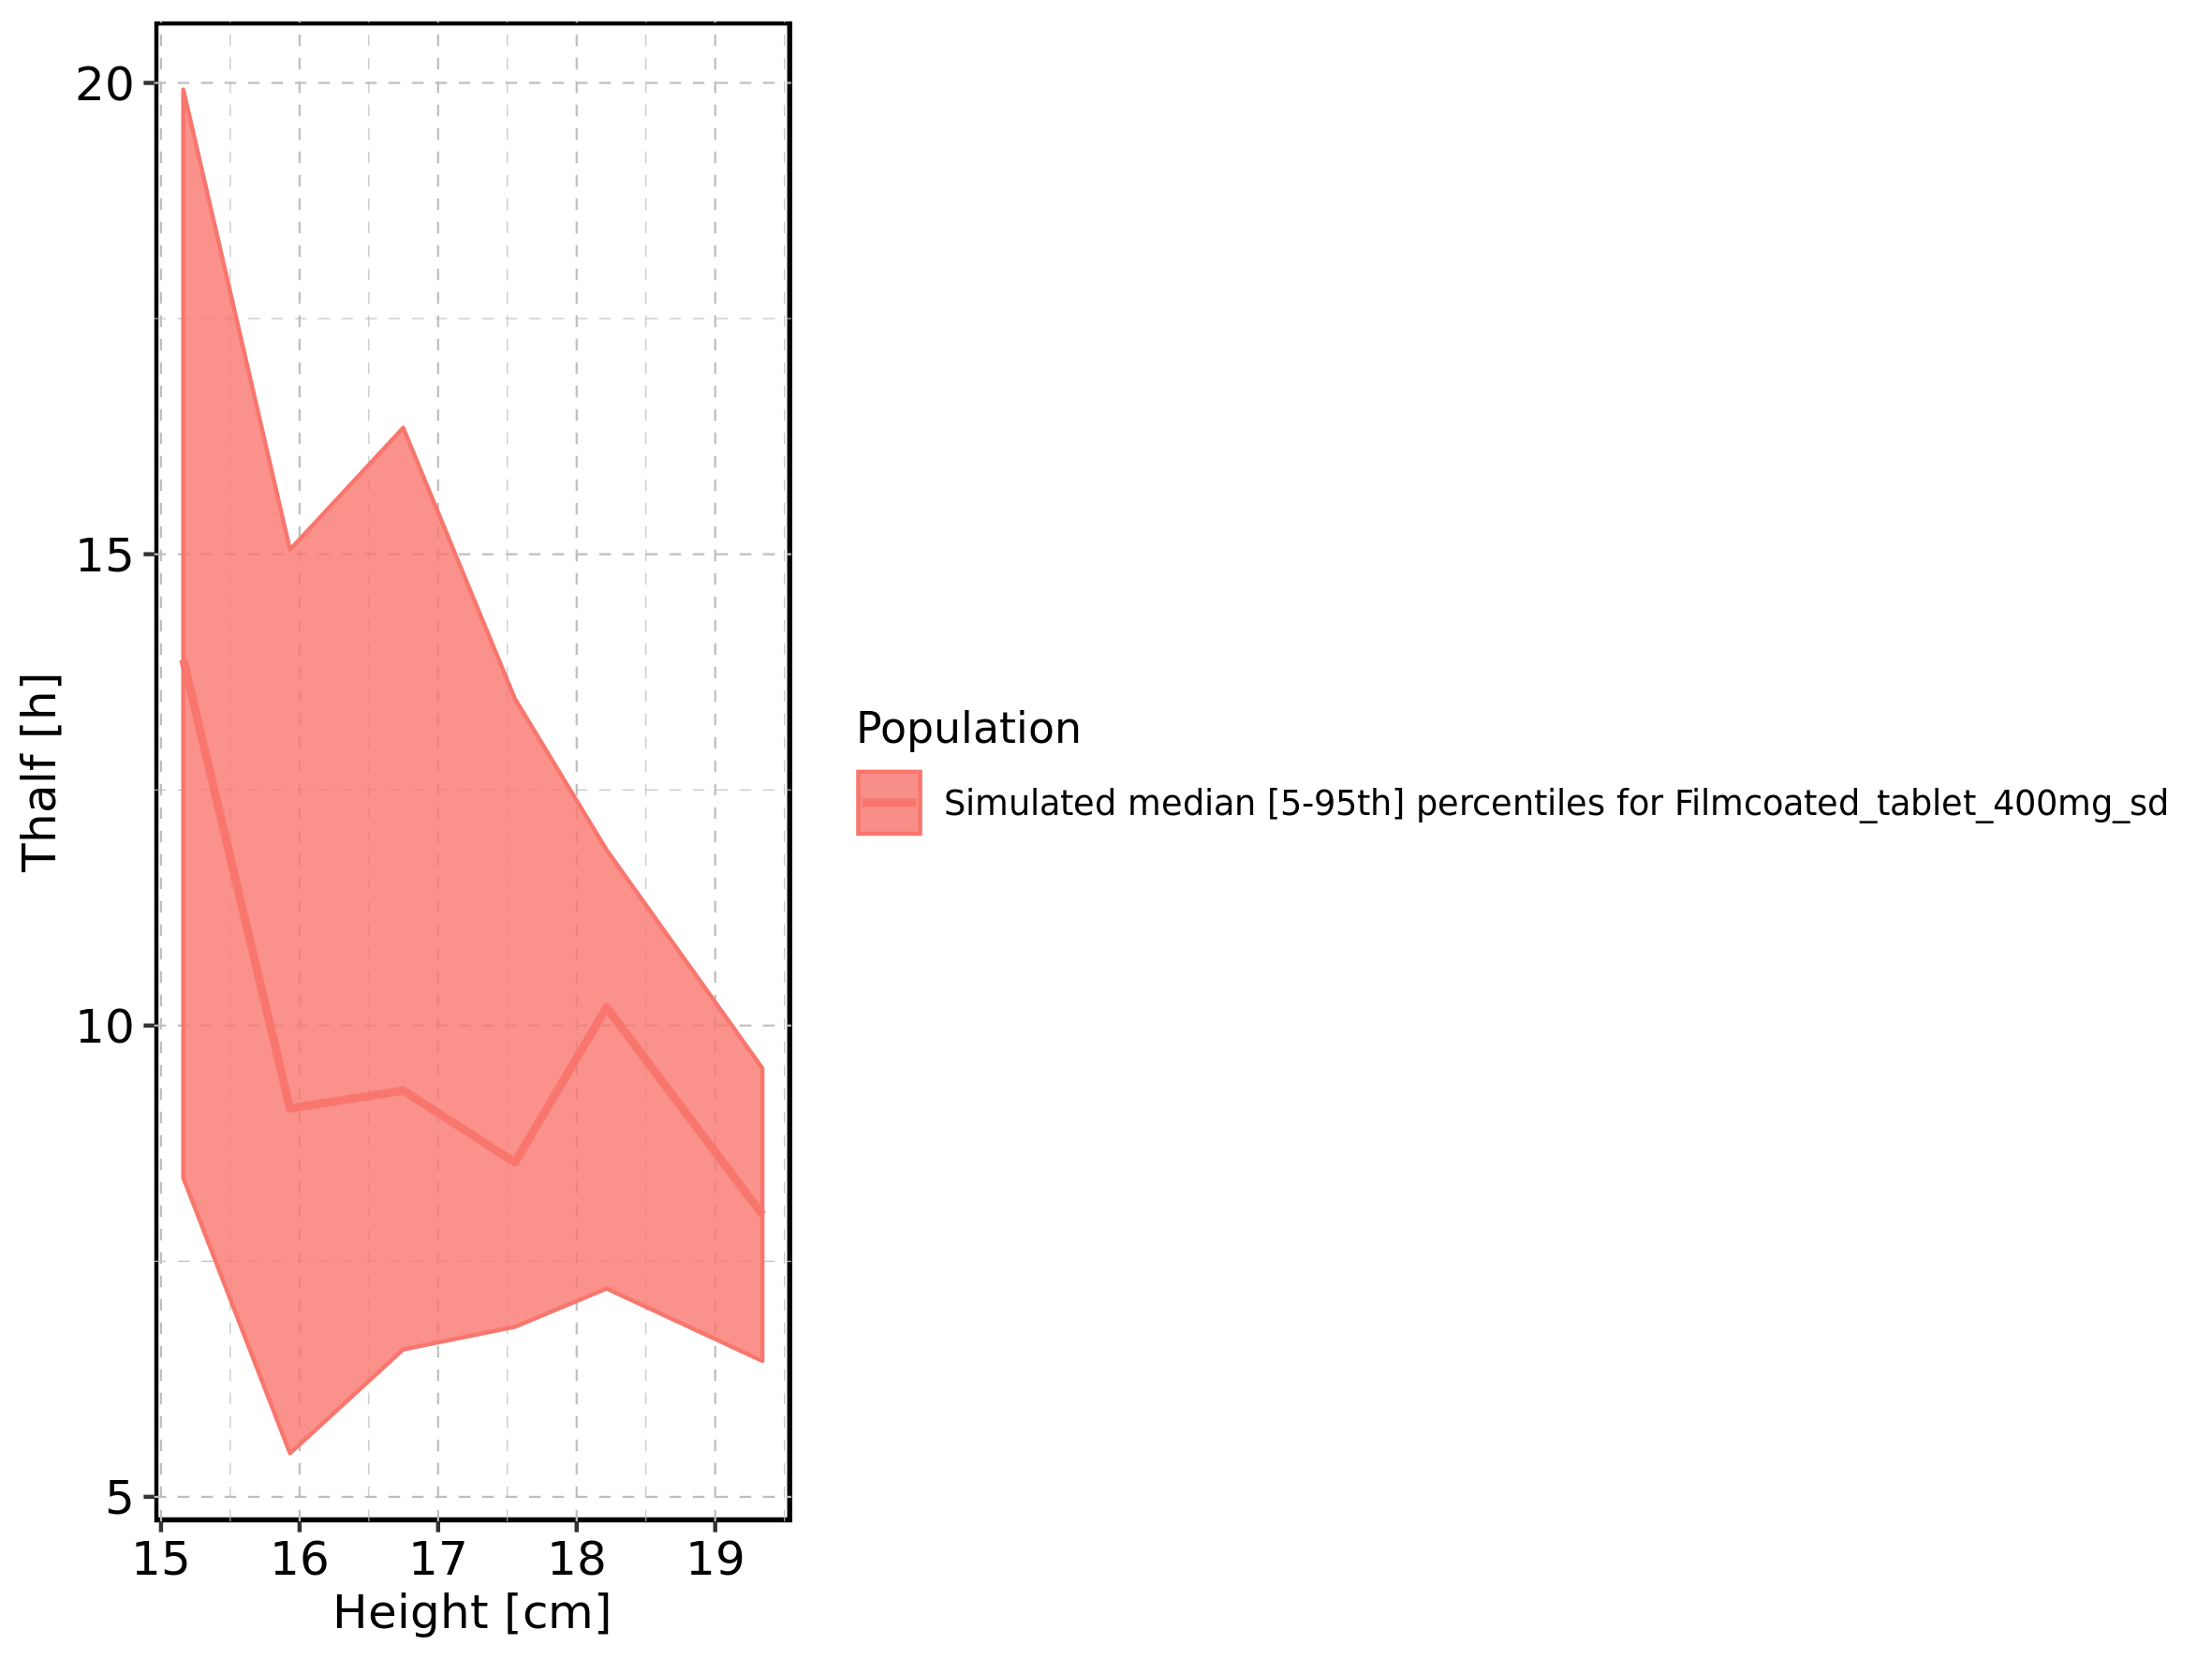 20
15
10
5
Thalf [h]
15 16 17 18 19
Height [cm]
Population
Simulated median [5-95th] percentiles for Filmcoated_tablet_400mg_sd